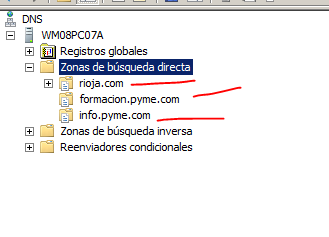 DNS
WM08PC07A
Registros globales
Zonas de búsqueda directa
rioja.com
formacion.pyme.com
info.pyme.com
Zonas de búsqueda inversa
Reenviadores condicionales